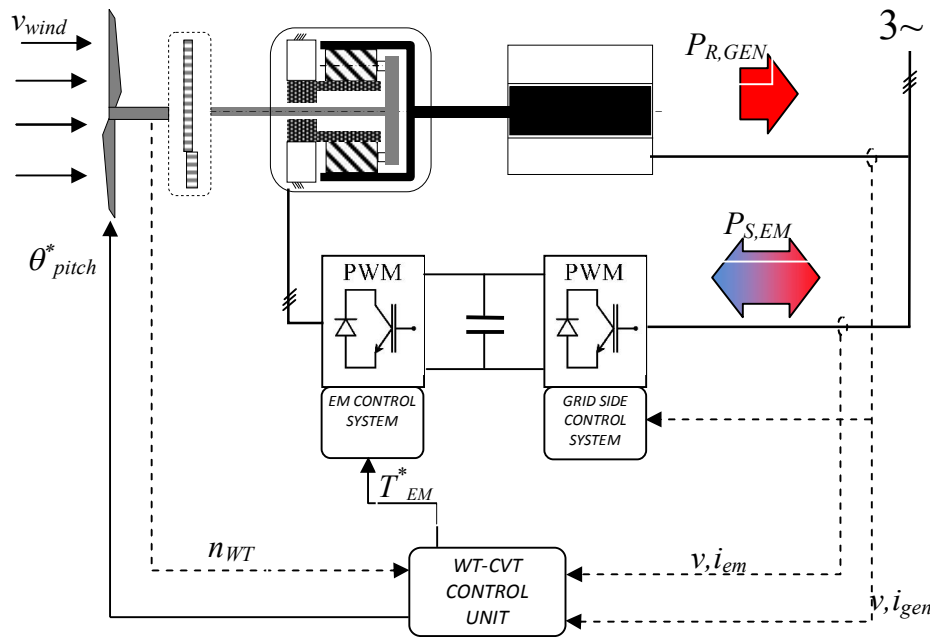 v_wind
3~
P_R,GEN
P_S,EM
θ*_pitch
PWM
PWM
EM CONTROL
SYSTEM
GRID SIDE
CONTROL
SYSTEM
T*_EM
n_WT
WT-CVT
CONTROL
UNIT
v,i_em
v,i_gen